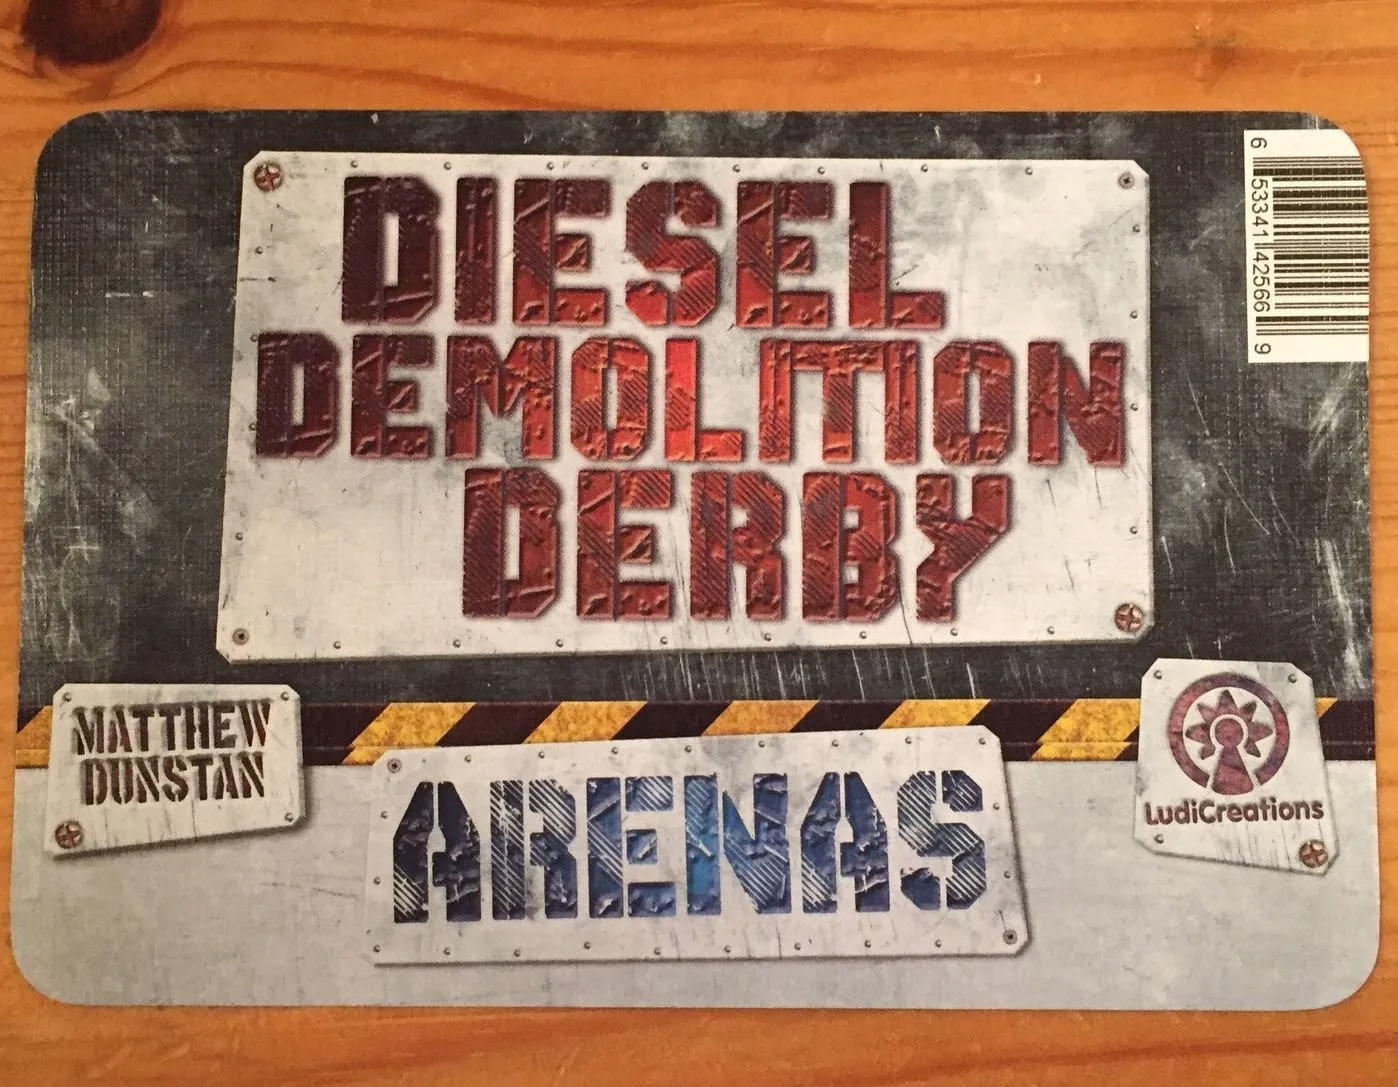 DIESEL
DEMOLITION
DERBY
6 53341 42566 9
MATTHEW
DUNSTAN
ARENAS
LudiCreations